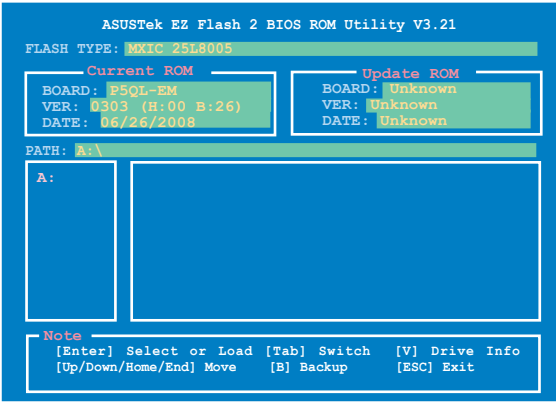 ASUSTek EZ Flash 2 BIOS ROM Utility V3.21
FLASH TYPE: MXIC 25L8005
Current ROM
BOARD: P5QL-EM
VER: 0303 (H:00 B:26)
DATE: 06/26/2008
Update ROM
BOARD: Unknown
VER: Unknown
DATE: Unknown
PATH: A:\
A:
Note
[Enter] Select or Load [Tab] Switch [V] Drive Info
[Up/Down/Home/End] Move [B] Backup [ESC] Exit